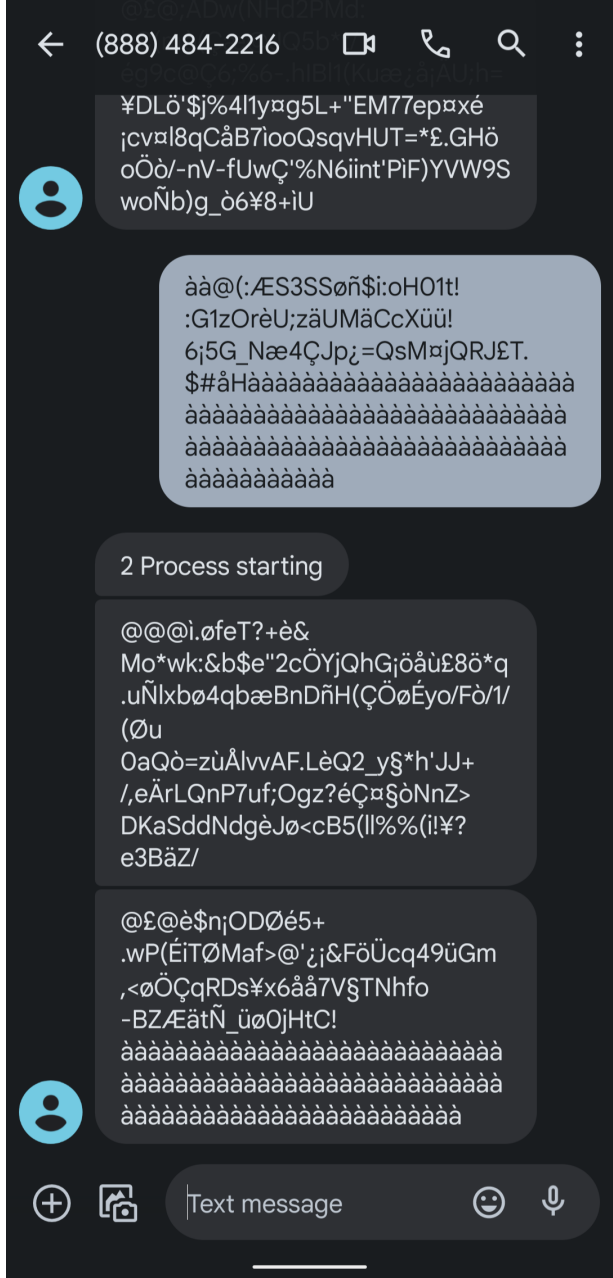 (888) 484-2216
¥DLö'$j%4l1y¤g5L+"EM77ep¤xé
¡cv¤l8qCåB7ìooQsqvHUT=*£.GHö
oÖò/-nV-fUwÇ'%N6iint'PìF)YVW9S
woÑb)g_ò6¥8+ìU
àà@(:ÆS3SSøñ$i:oH01t!
:G1zOrèU;zäUMäCcXüü!
6¡5G_Næ4ÇJp¿=QsM¤jQRJ£T.
$#åHàààààààààààààààààààààààà
àààààààààààààààààààààààààààà
àààààààààààààààààààààààààààà
ààààààààààà
2 Process starting
@@@ì.øfeT?+è&
Mo*wk:&b$e"2cÖYjQhG¡öåù£8ö*q
.uÑlxbø4qbæBnDñH(ÇÖøÉyo/Fò/1/
(Øu
0aQò=zùÅlvvAF.LèQ2_y§*h'JJ+
/,eÄrLQnP7uf;Ogz?éÇ¤§òNnZ>
DKaSddNdgèJø<cB5(ll%%(i!¥?
e3BäZ/
@£@è$n¡ODØé5+
.wP(ÉiTØMaf>@'¿¡&FöÜcq49üGm
,<øÖÇqRDs¥x6åå7V§TNhfo
-BZÆätÑ_üø0jHtC!
àààààààààààààààààààààààààààà
àààààààààààààààààààààààààààà
ààààààààààààààààààààààààà
Text message